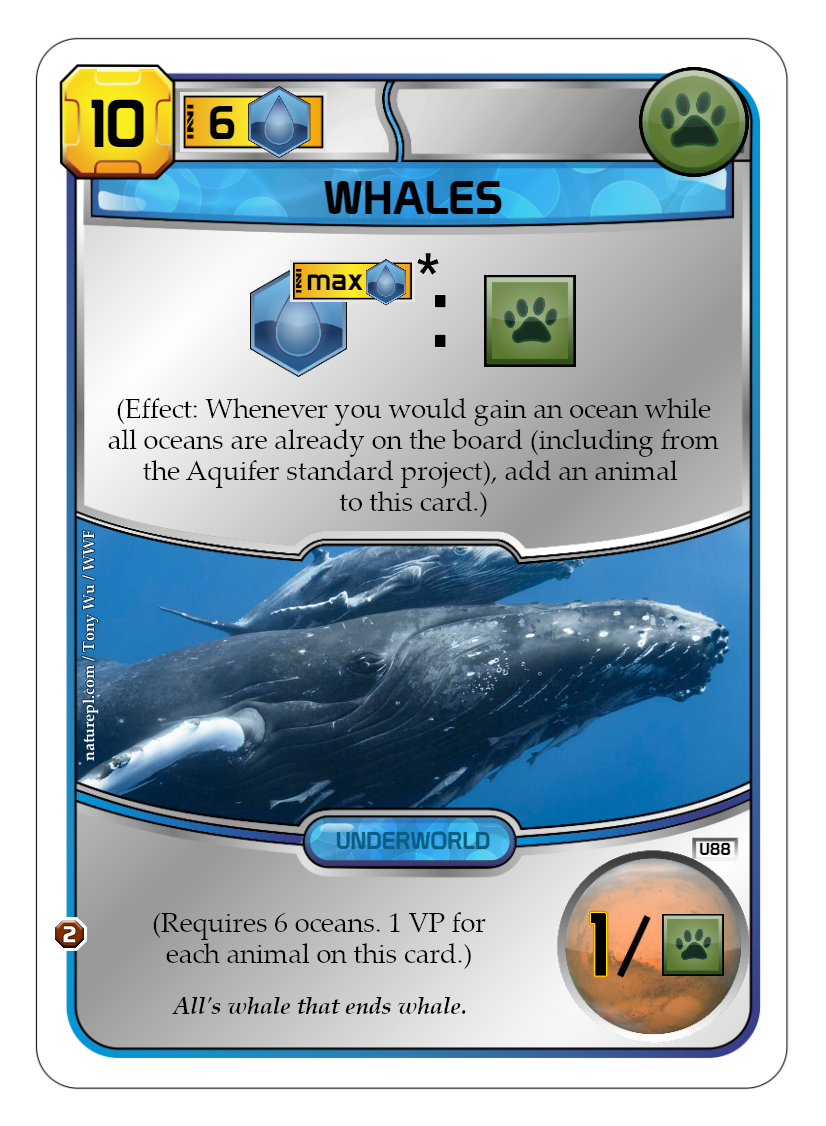 10
6
WHALES
max
*
:
(Effect: Whenever you would gain an ocean while
all oceans are already on the board (including from
the Aquifer standard project), add an animal
to this card.)
naturepl.com / Tony Wu / WWF
UNDERWORLD
U88
2
(Requires 6 oceans. 1 VP for
each animal on this card.)
1 /
All's whale that ends whale.